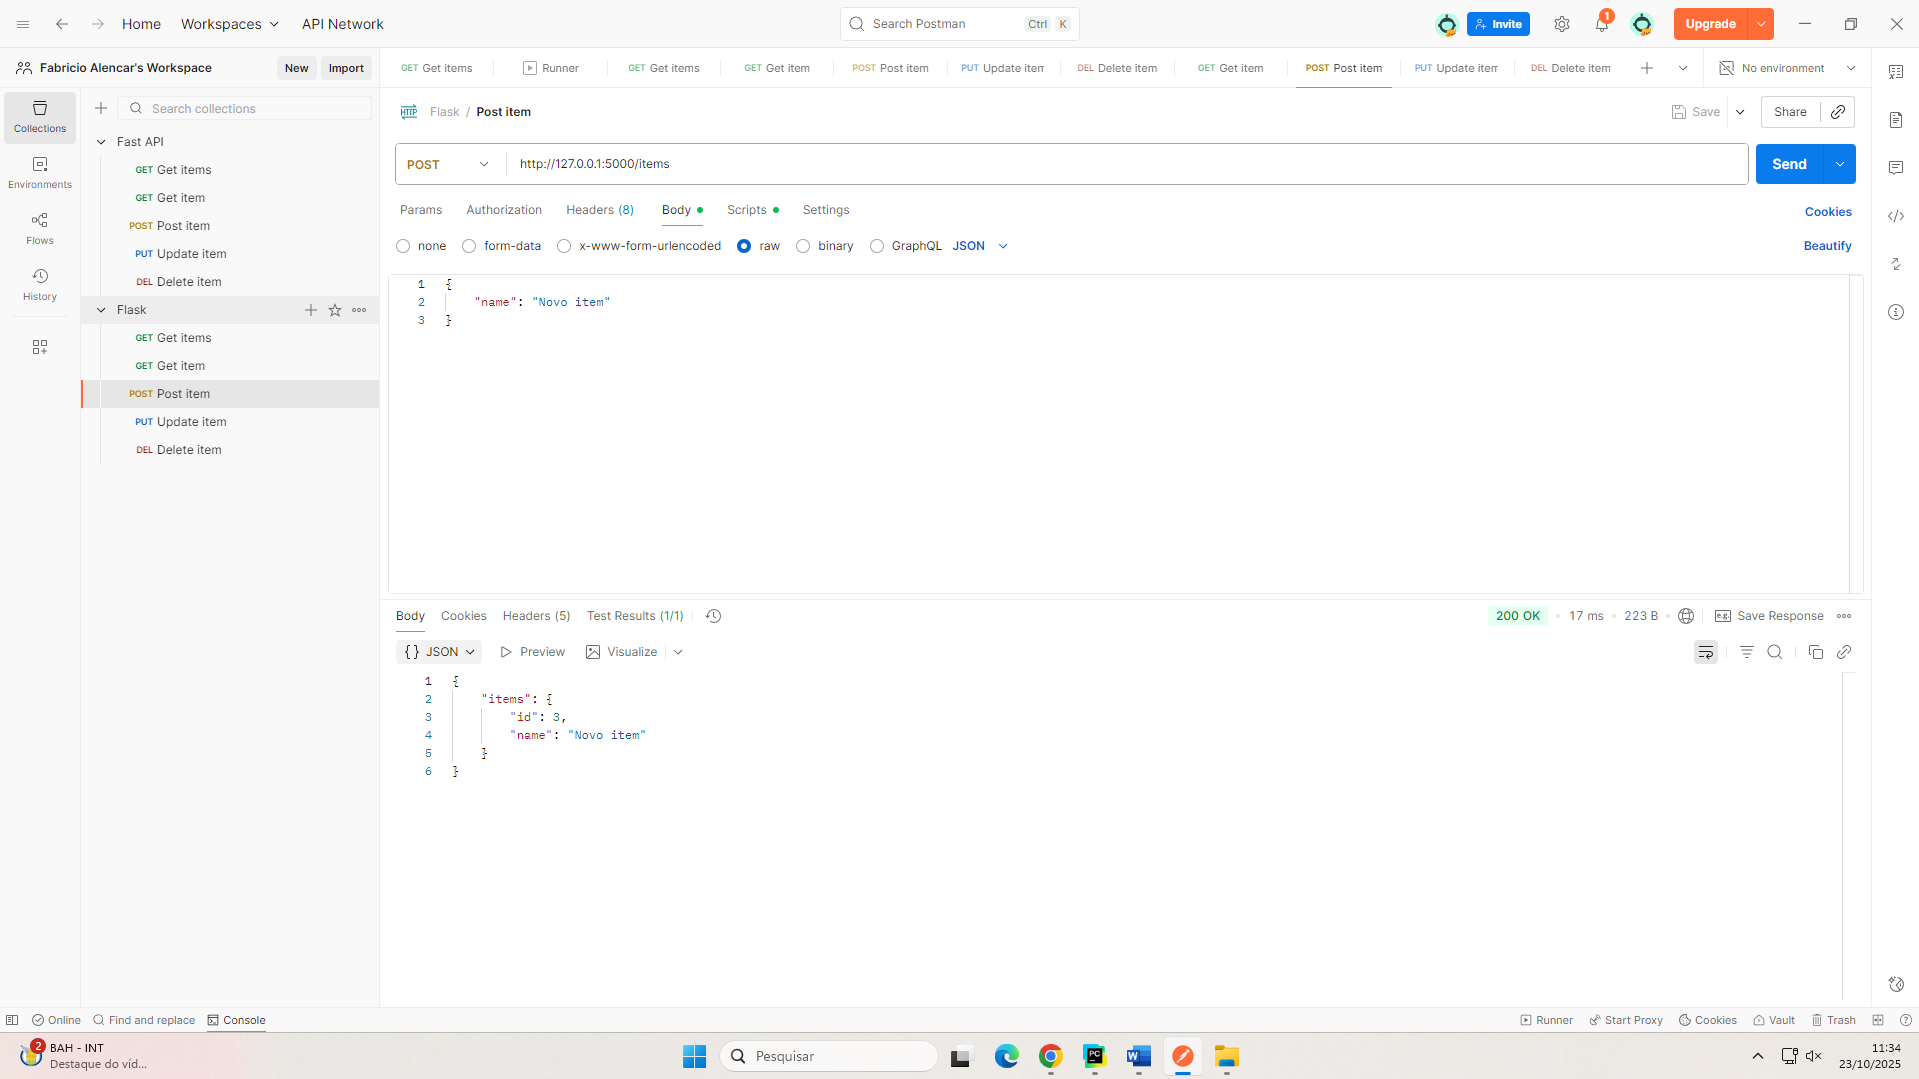 Home Workspaces API Network Search Postman Ctrl K Invite 1 Upgrade
Fabricio Alencar's Workspace New Import
GET Get items Runner GET Get items GET Get item POST Post item PUT Update item DEL Delete item GET Get item POST Post item PUT Update item DEL Delete item No environment
Collections
Environments
Flows
History
Search collections
Fast API
GET Get items
GET Get item
POST Post item
PUT Update item
DEL Delete item
Flask
GET Get items
GET Get item
POST Post item
PUT Update item
DEL Delete item
HTTP Flask / Post item Save Share
POST http://127.0.0.1:5000/items Send
Params Authorization Headers (8) Body Scripts Settings Cookies
none form-data x-www-form-urlencoded raw binary GraphQL JSON Beautify
1 {
2 "name": "Novo item"
3 }
Body Cookies Headers (5) Test Results (1/1) 200 OK 17 ms 223 B e.g. Save Response
{} JSON Preview Visualize
1 {
2 "items": {
3 "id": 3,
4 "name": "Novo item"
5 }
6 }
Online Find and replace Console Runner Start Proxy Cookies Vault Trash
2 BAH - INT
Destaque do víd...
Pesquisar
PC
W
11:34
23/10/2025